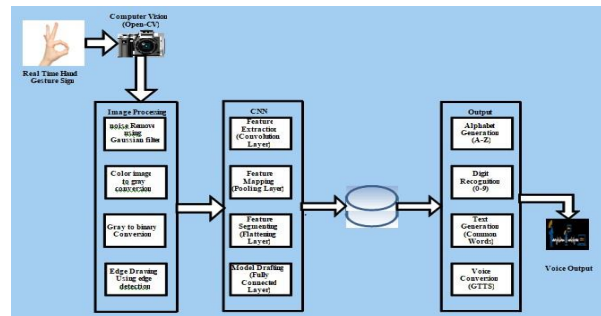 Computer Vision
(Open-CV)
Real Time Hand
Gesture Sign
Image Processing
noise Remove
using
Gaussian filter
Color image
to gray
conversion
Gray to binary
Conversion
Edge Drawing
Using edge
detection
CNN
Feature
Extraction
(Convolution
Layer)
Feature
Mapping
(Pooling Layer)
Feature
Segmenting
(Flattening
Layer)
Model Drafting
(Fully
Connected
Layer)
Output
Alphabet
Generation
(A-Z)
Digit
Recognition
(0-9)
Text
Generation
(Common
Words)
Voice
Conversion
(GTTS)
Voice Output